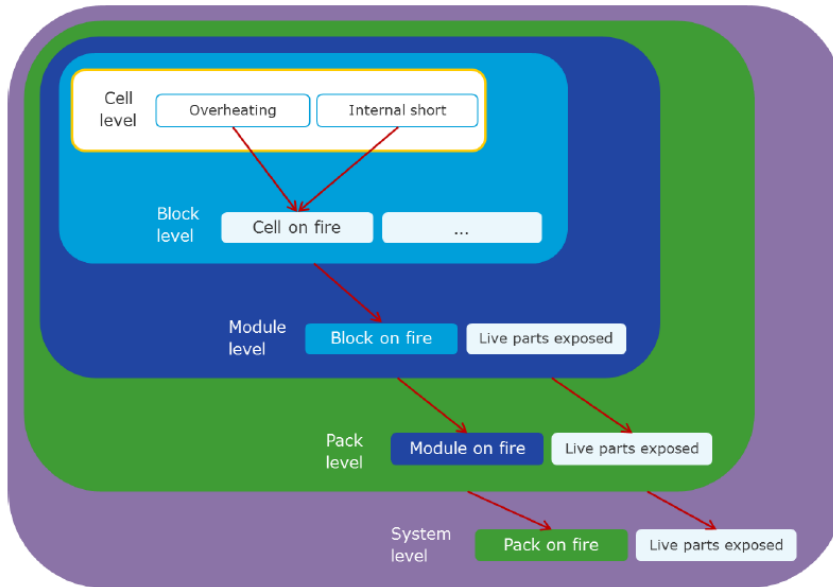 Cell
level
Overheating
Internal short
Block
level
Cell on fire
...
Module
level
Block on fire
Live parts exposed
Pack
level
Module on fire
Live parts exposed
System
level
Pack on fire
Live parts exposed